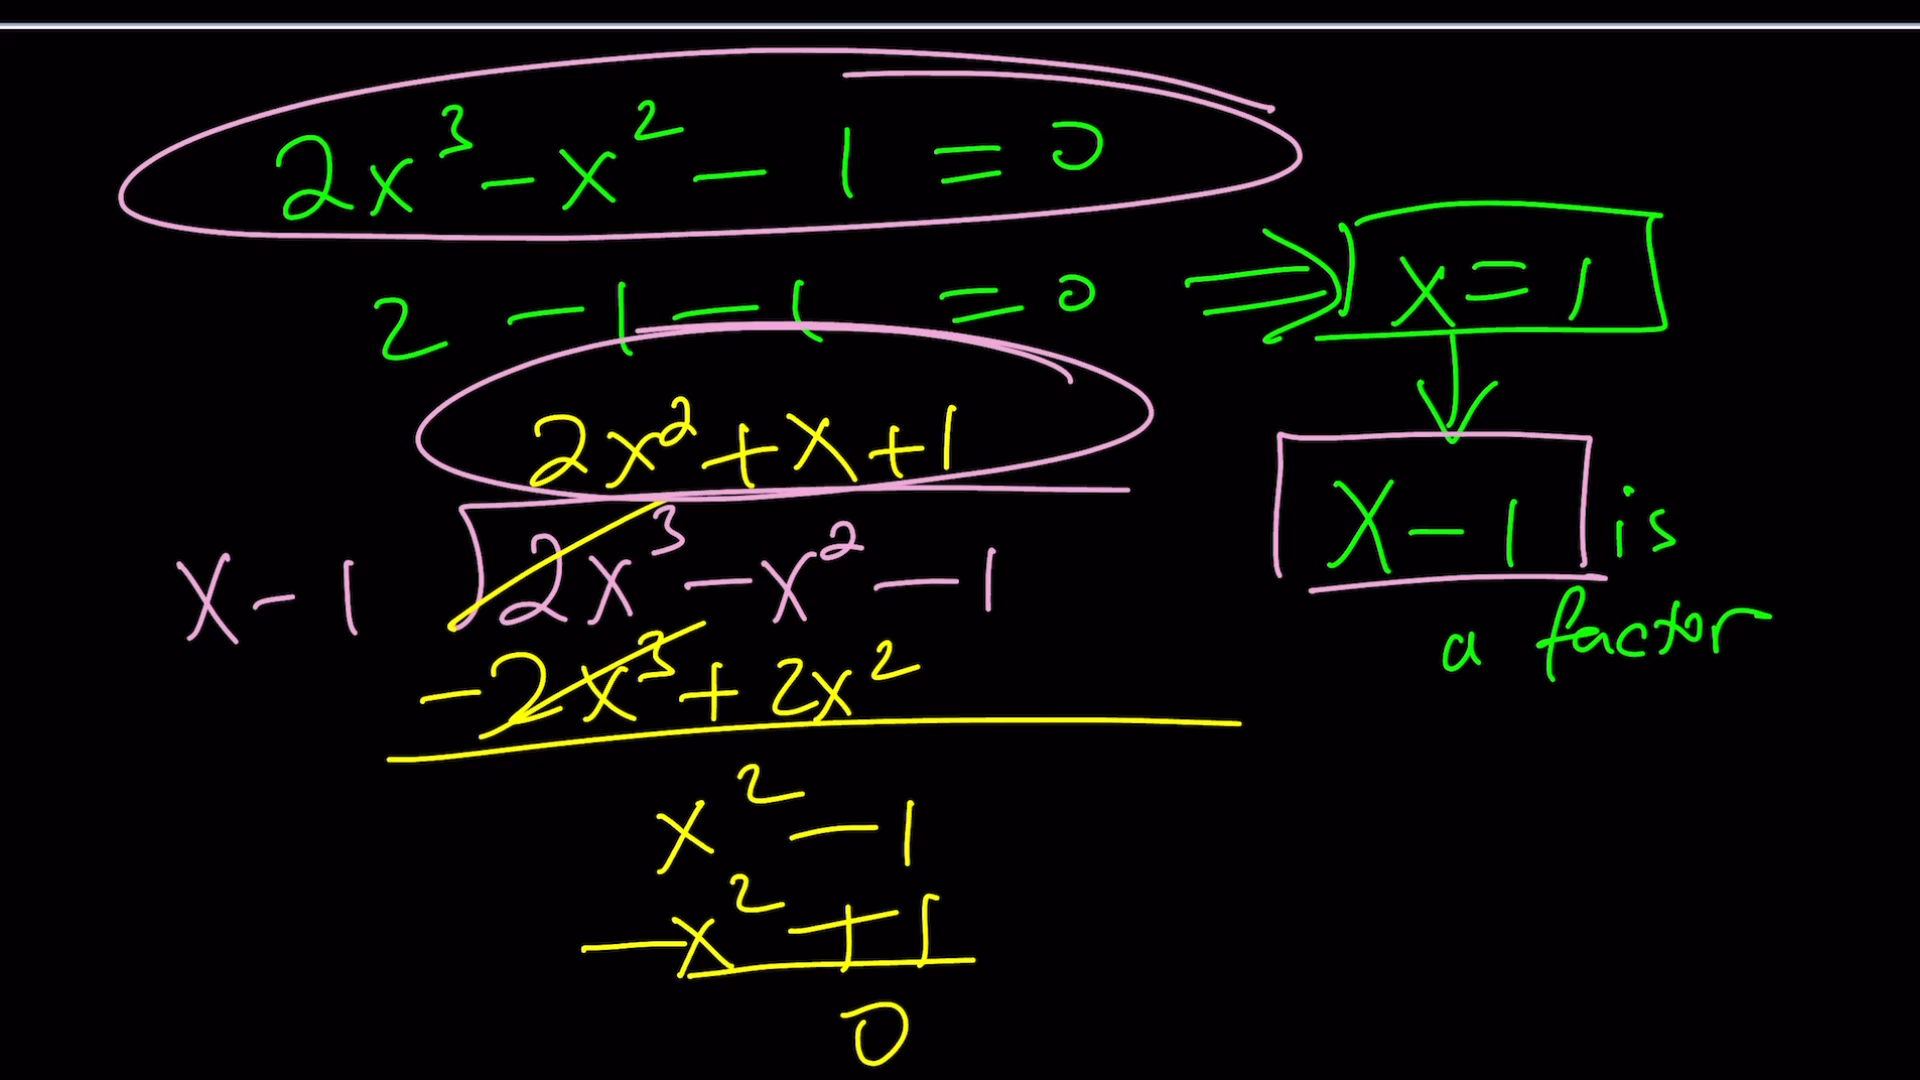 2x³ - x² - 1 = 0
2 - 1 - 1 = 0 ⇒ x = 1
2x² + x + 1
x - 1 2x³ - x² - 1
x - 1 is
a factor
-2x³ + 2x²
x² - 1
-x² + 1
0